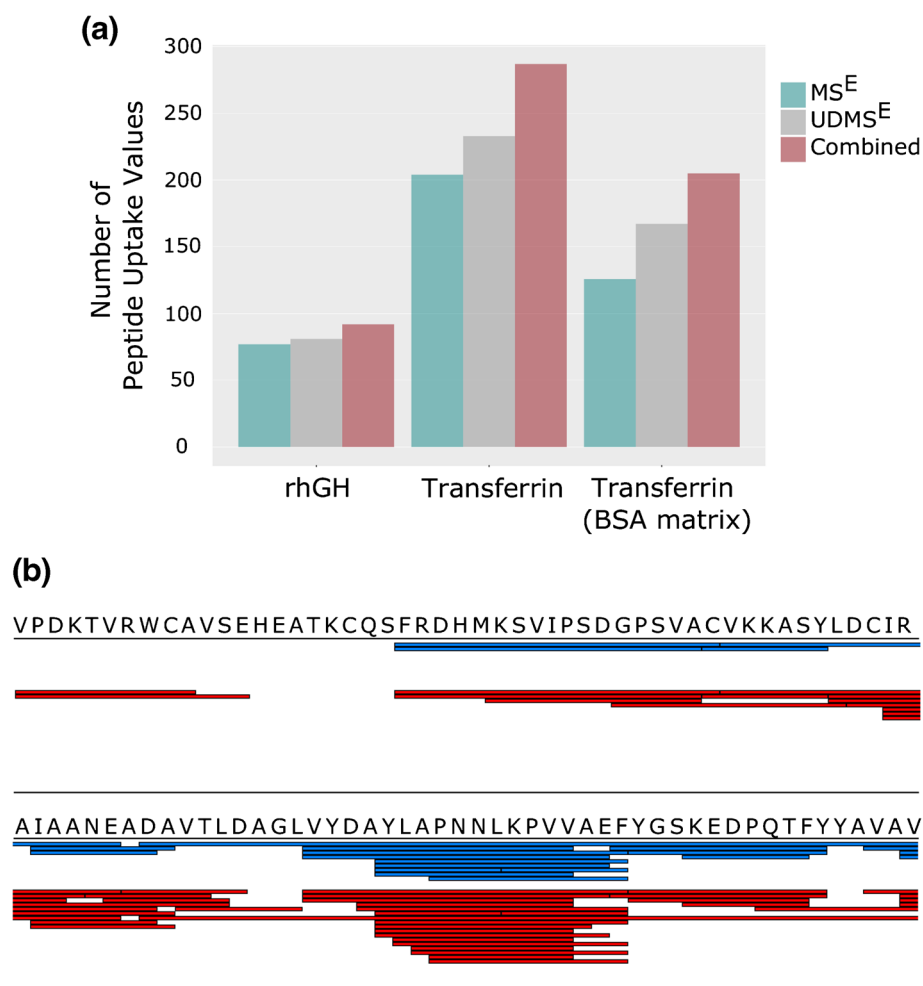 (a)
300
250
200
150
100
50
0
Number of
Peptide Uptake Values
MSE
UDMSE
Combined
rhGH
Transferrin
Transferrin
(BSA matrix)
(b)
VPDKTVRWCAVSEHEATKCQSFRDHMKSVIPSDGPSVACVKKASYLDCIR
AIAANEADAVTLDAGLVYDAYLAPNNLKPVVAEFYGSKEDPQTFYYAVAV